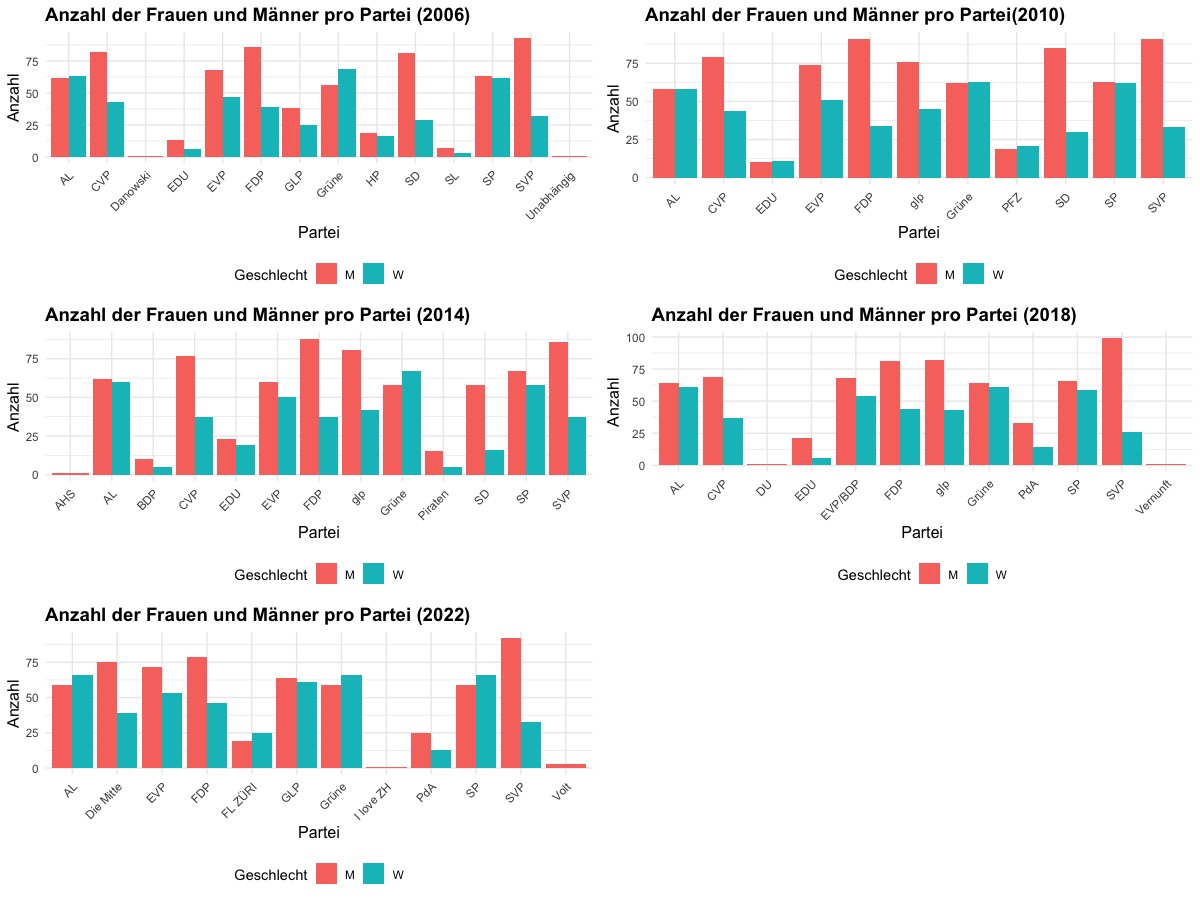 Anzahl der Frauen und Männer pro Partei (2006)
Anzahl
75
50
25
0
AL
CVP
Danowski
EDU
EVP
FDP
GLP
Grüne
HP
SD
SL
SP
SVP
Unabhängig
Partei
Geschlecht M W
Anzahl der Frauen und Männer pro Partei(2010)
Anzahl
75
50
25
0
AL
CVP
EDU
EVP
FDP
glp
Grüne
PFZ
SD
SP
SVP
Partei
Geschlecht M W
Anzahl der Frauen und Männer pro Partei (2014)
Anzahl
75
50
25
0
AHS
AL
BDP
CVP
EDU
EVP
FDP
glp
Grüne
Piraten
SD
SP
SVP
Partei
Geschlecht M W
Anzahl der Frauen und Männer pro Partei (2018)
Anzahl
100
75
50
25
0
AL
CVP
DU
EDU
EVP/BDP
FDP
glp
Grüne
PdA
SP
SVP
Vernunft
Partei
Geschlecht M W
Anzahl der Frauen und Männer pro Partei (2022)
Anzahl
75
50
25
0
AL
Die Mitte
EVP
FDP
FL ZÜRI
GLP
Grüne
I love ZH
PdA
SP
SVP
Volt
Partei
Geschlecht M W